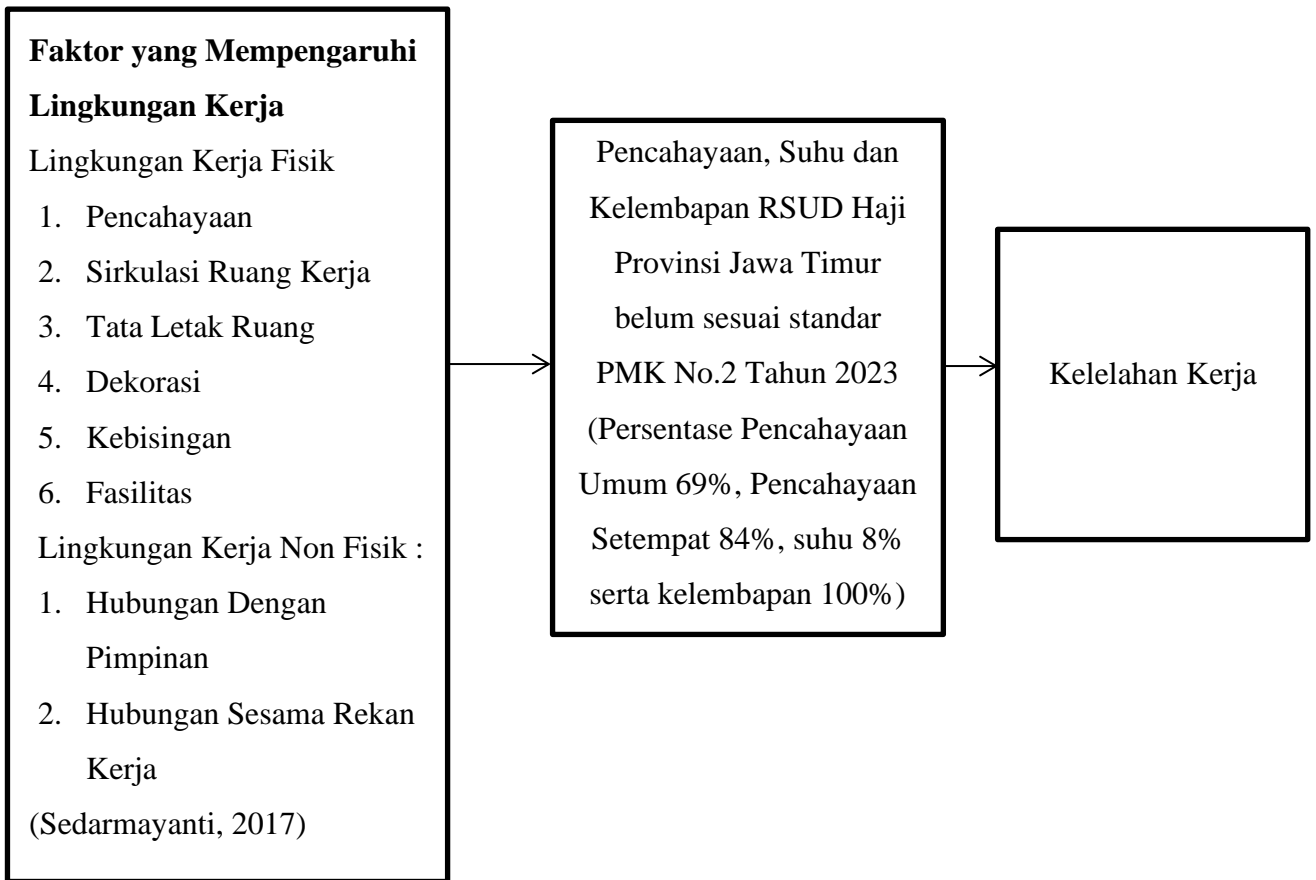 Faktor yang Mempengaruhi
Lingkungan Kerja
Lingkungan Kerja Fisik
1. Pencahayaan
2. Sirkulasi Ruang Kerja
3. Tata Letak Ruang
4. Dekorasi
5. Kebisingan
6. Fasilitas
Lingkungan Kerja Non Fisik :
1. Hubungan Dengan
Pimpinan
2. Hubungan Sesama Rekan
Kerja
(Sedarmayanti, 2017)
Pencahayaan, Suhu dan
Kelembapan RSUD Haji
Provinsi Jawa Timur
belum sesuai standar
PMK No.2 Tahun 2023
(Persentase Pencahayaan
Umum 69%, Pencahayaan
Setempat 84%, suhu 8%
serta kelembapan 100%)
Kelelahan Kerja